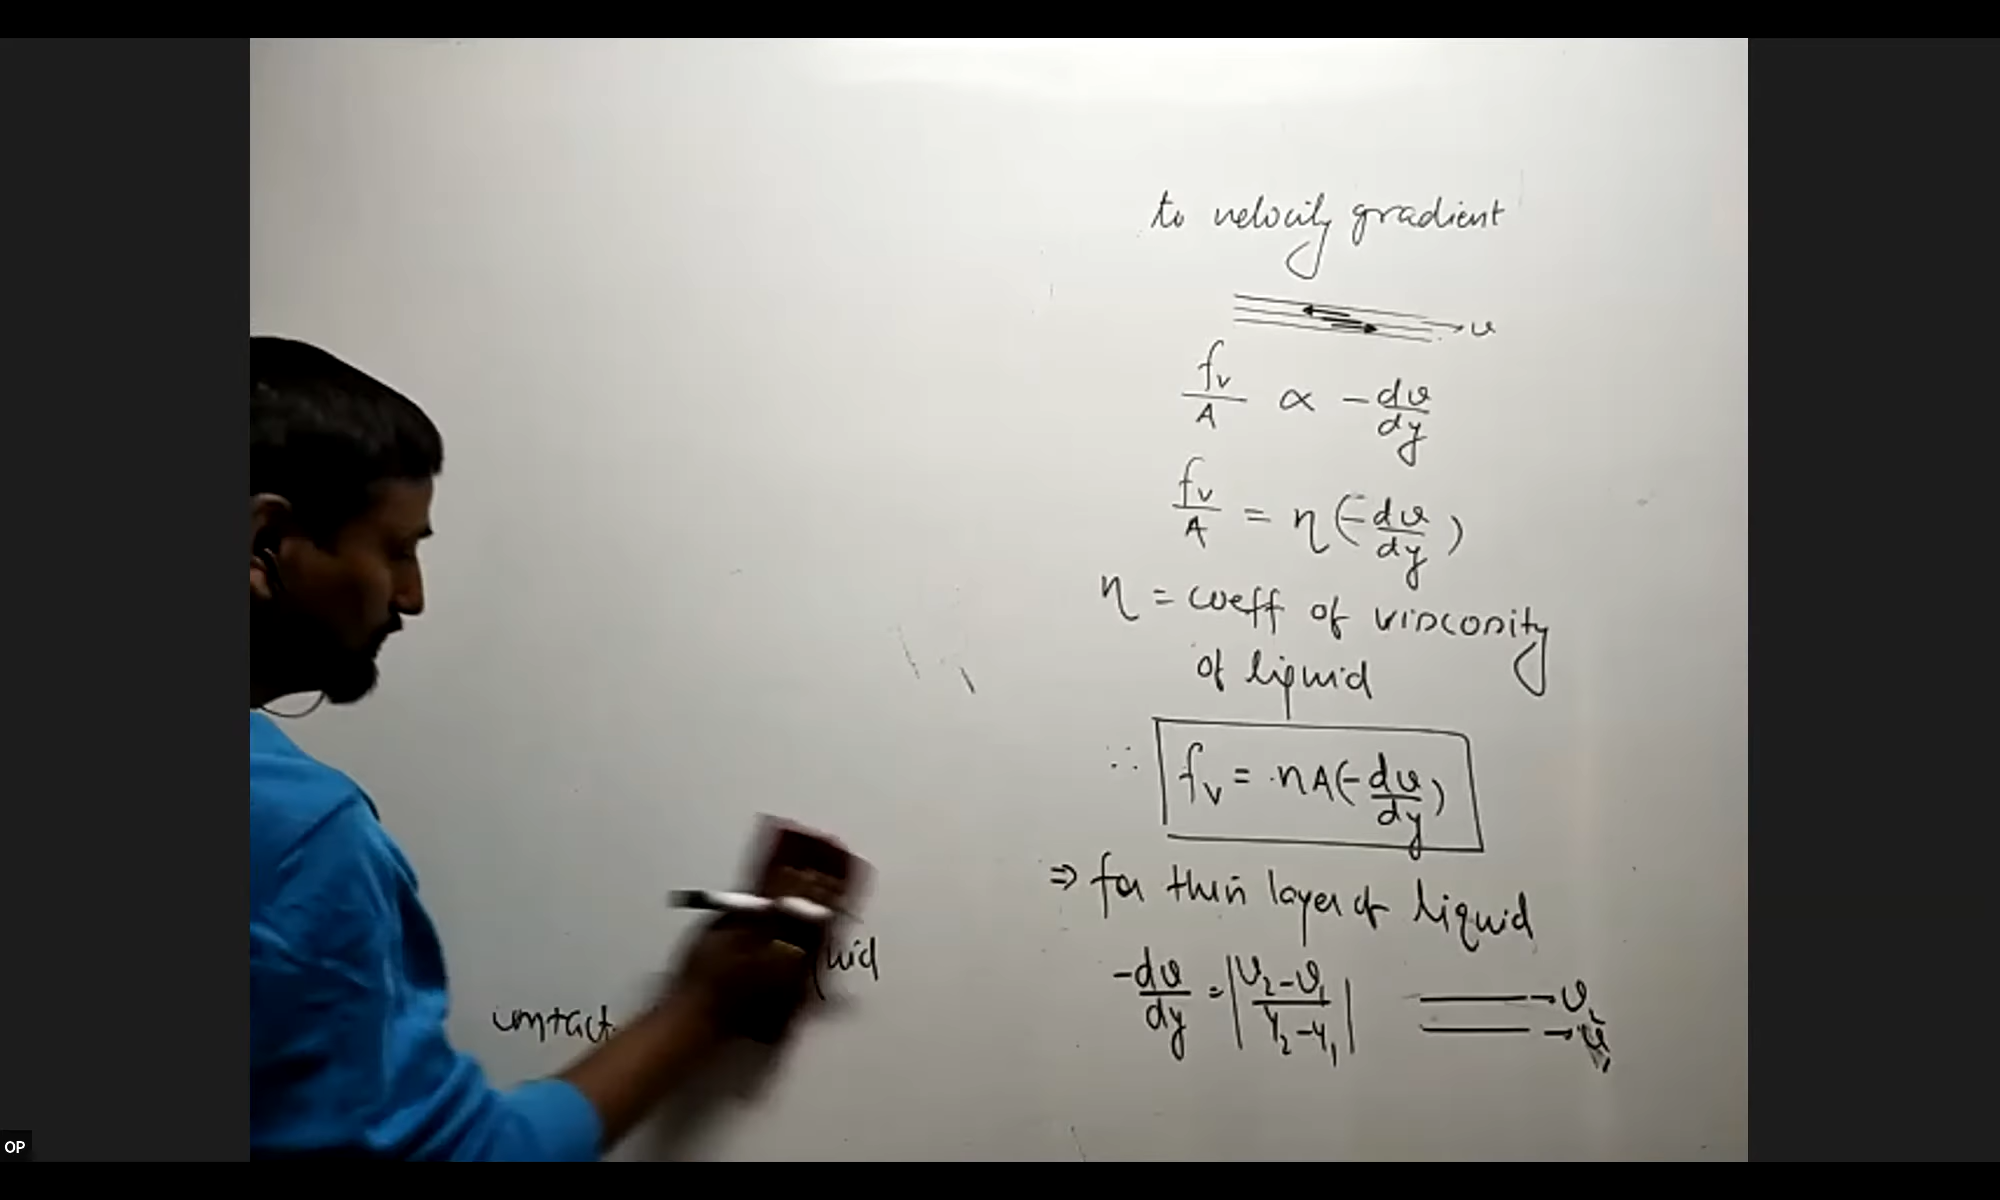 to velocity gradient
v
fv/A ∝ -dv/dy
fv/A = η(-dv/dy)
η = coeff of viscosity
of liquid
∴ fv = ηA(-dv/dy)
⇒ for thin layer of liquid
-dv/dy = |v2-v1/y2-y1| v2
v1
contact
OP